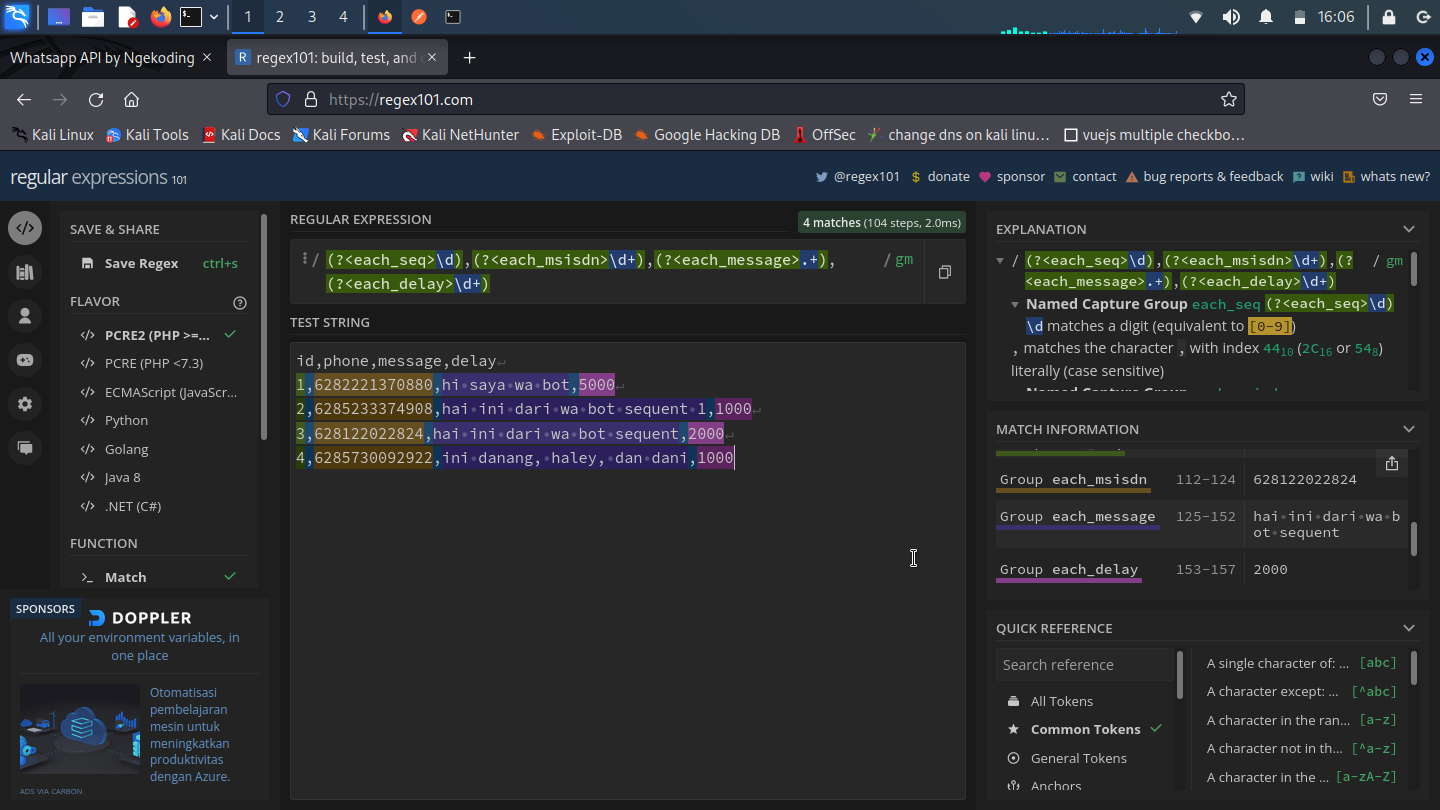 1 2 3 4 16:06
Whatsapp API by Ngekoding
regex101: build, test, and
https://regex101.com
Kali Linux Kali Tools Kali Docs Kali Forums Kali NetHunter Exploit-DB Google Hacking DB OffSec change dns on kali linu… vuejs multiple checkbo…
regular expressions 101
@regex101 donate sponsor contact bug reports & feedback wiki whats new?
SAVE & SHARE
Save Regex ctrl+s
FLAVOR
PCRE2 (PHP >=...
PCRE (PHP <7.3)
ECMAScript (JavaScr...
Python
Golang
Java 8
.NET (C#)
FUNCTION
Match
SPONSORS
DOPPLER
All your environment variables, in
one place
Otomatisasi
pembelajaran
mesin untuk
meningkatkan
produktivitas
dengan Azure.
ADS VIA CARBON
REGULAR EXPRESSION
4 matches (104 steps, 2.0ms)
/ (?<each_seq>\d),(?<each_msisdn>\d+),(?<each_message>.+), / gm
(?<each_delay>\d+)
TEST STRING
id,phone,message,delay↵
1,6282221370880,hi•saya•wa•bot,5000↵
2,6285233374908,hai•ini•dari•wa•bot•sequent•1,1000↵
3,628122022824,hai•ini•dari•wa•bot•sequent,2000↵
4,6285730092922,ini•danang,•haley,•dan•dani,1000
EXPLANATION
/ (?<each_seq>\d),(?<each_msisdn>\d+),(? / gm
<each_message>.+),(?<each_delay>\d+)
Named Capture Group each_seq (?<each_seq>\d)
\d matches a digit (equivalent to [0-9])
, matches the character , with index 44₁₀ (2C₁₆ or 54₈)
literally (case sensitive)
MATCH INFORMATION
Group each_msisdn 112-124 628122022824
Group each_message 125-152 hai•ini•dari•wa•b
ot•sequent
Group each_delay 153-157 2000
QUICK REFERENCE
Search reference
All Tokens
Common Tokens
General Tokens
Anchors
A single character of: ... [abc]
A character except: ... [^abc]
A character in the ran... [a-z]
A character not in th... [^a-z]
A character in the ... [a-zA-Z]